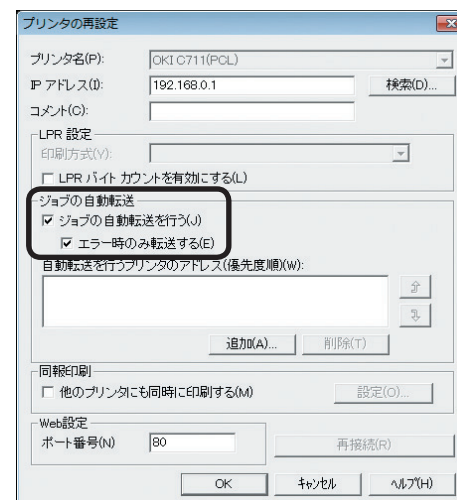 プリンタの再設定
プリンタ名(P): OKI C711(PCL)
IP アドレス(I): 192.168.0.1 検索(D)...
コメント(C):
LPR 設定
印刷方式(V):
LPR バイト カウントを有効にする(L)
ジョブの自動転送
ジョブの自動転送を行う(J)
エラー時のみ転送する(E)
自動転送を行うプリンタのアドレス(優先度順)(W):
追加(A)... 削除(T)
同報印刷
他のプリンタにも同時に印刷する(M) 設定(O)...
Web設定
ポート番号(N) 80 再接続(R)
OK キャンセル ヘルプ(H)